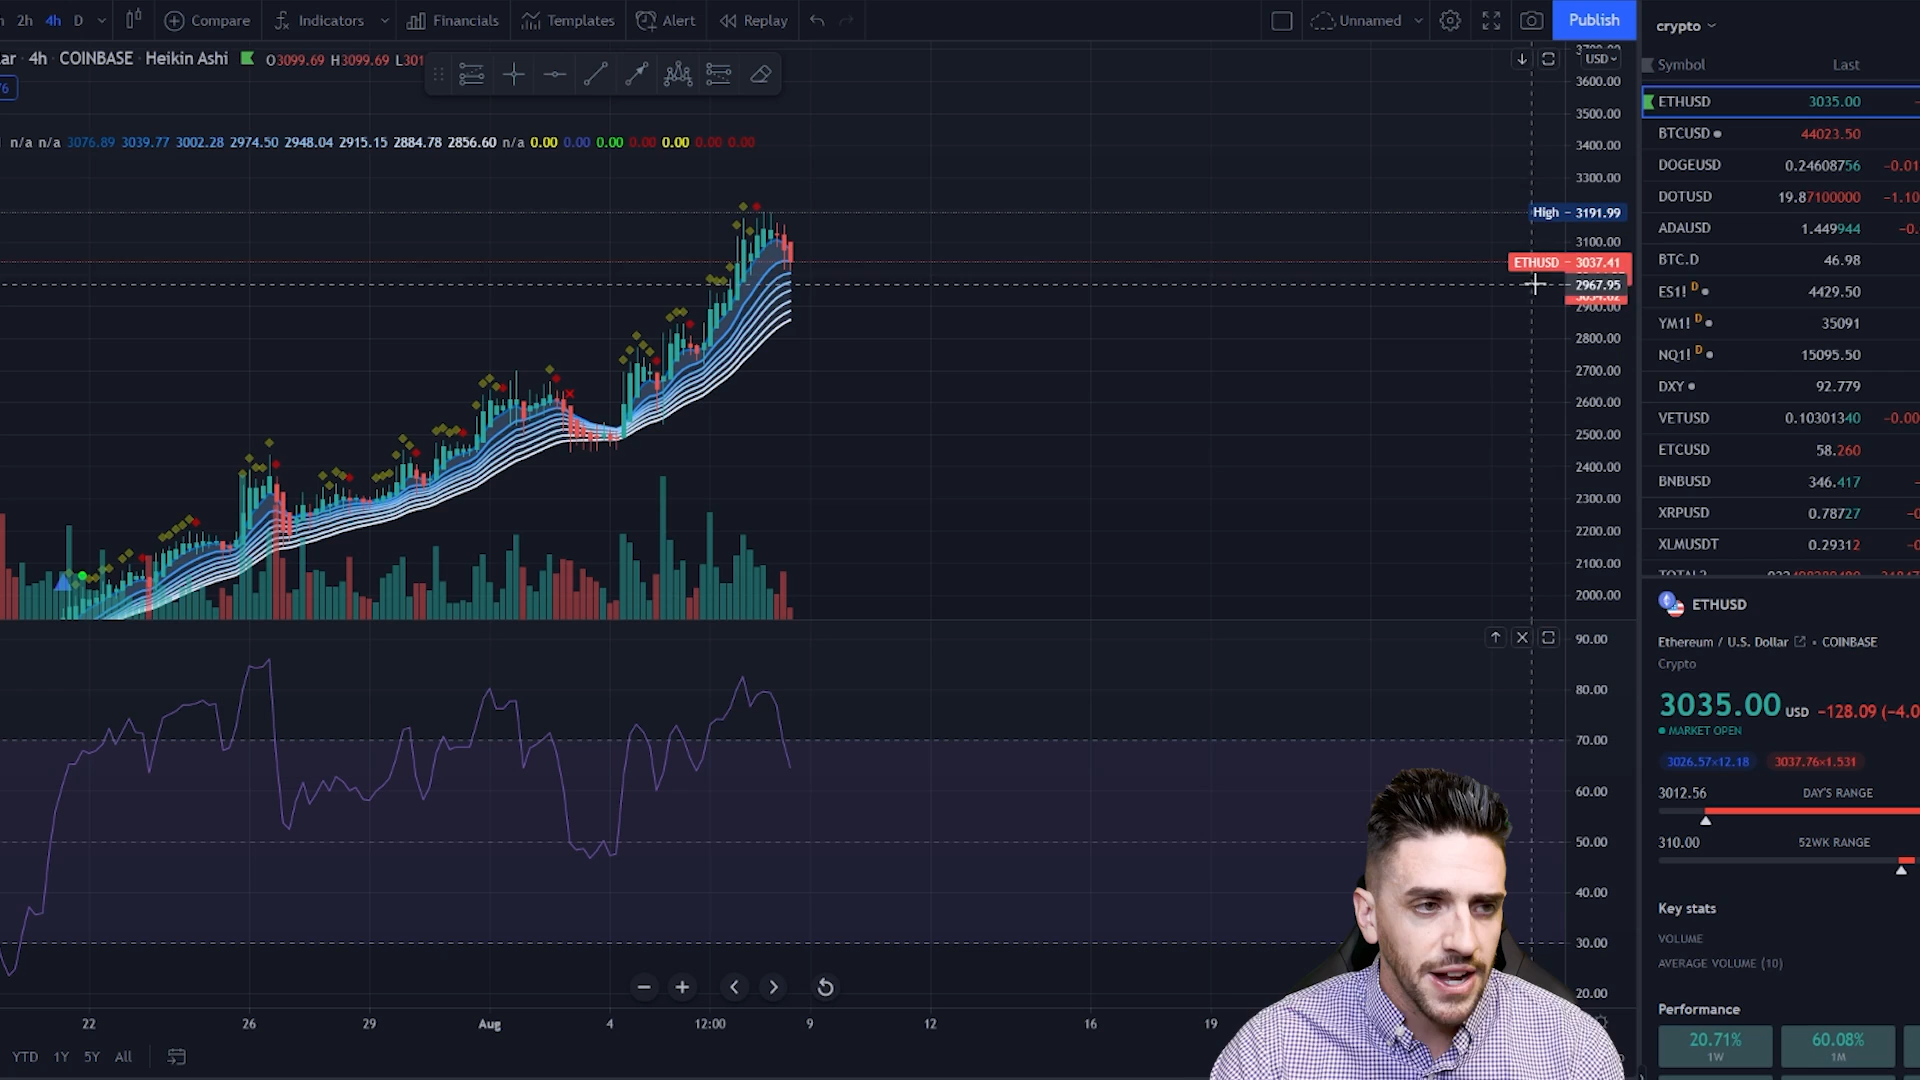 2h 4h D Compare Indicators Financials Templates Alert Replay Unnamed Publish
ar · 4h · COINBASE · Heikin Ashi O3099.69 H3099.69 L301
76
n/a n/a 3076.89 3039.77 3002.28 2974.50 2948.04 2915.15 2884.78 2856.60 n/a 0.00 0.00 0.00 0.00 0.00 0.00 0.00
USD
3600.00
3500.00
3400.00
3300.00
High - 3191.99
3100.00
ETHUSD - 3037.41
2967.95
2900.00
2800.00
2700.00
2600.00
2500.00
2400.00
2300.00
2200.00
2100.00
2000.00
90.00
80.00
70.00
60.00
50.00
40.00
30.00
20.00
22 26 29 Aug 4 12:00 9 12 16 19
YTD 1Y 5Y All
crypto
Symbol Last
ETHUSD 3035.00
BTCUSD 44023.50
DOGEUSD 0.24608756 -0.01
DOTUSD 19.87100000 -1.10
ADAUSD 1.449944 -0.
BTC.D 46.98
ES1! D 4429.50
YM1! D 35091
NQ1! D 15095.50
DXY 92.779
VETUSD 0.10301340 -0.00
ETCUSD 58.260
BNBUSD 346.417 -
XRPUSD 0.78727 -0
XLMUSDT 0.29312 -0
ETHUSD
Ethereum / U.S. Dollar • COINBASE
Crypto
3035.00 USD -128.09 (-4.0
MARKET OPEN
3026.57×12.18 3037.76×1.531
3012.56 DAY'S RANGE
310.00 52WK RANGE
Key stats
VOLUME
AVERAGE VOLUME (10)
Performance
20.71% 60.08%
1W 1M